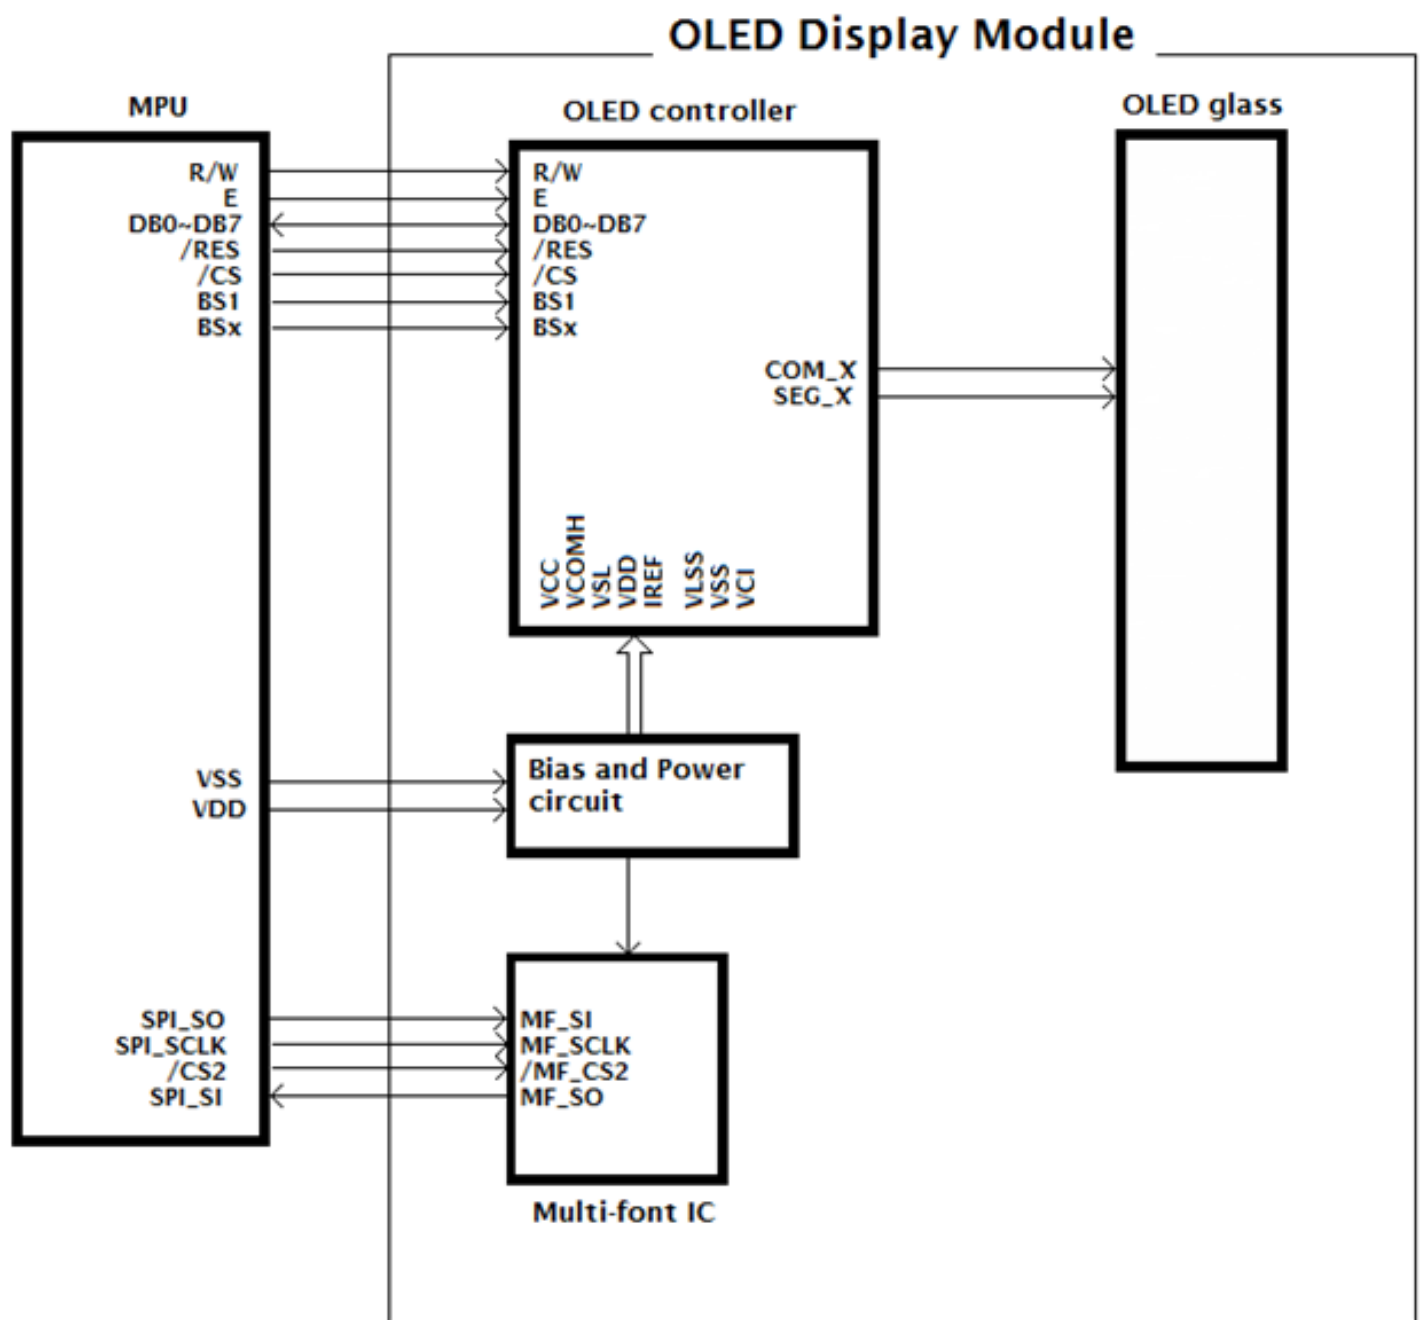 OLED Display Module
MPU
OLED controller
OLED glass
R/W
E
DB0~DB7
/RES
/CS
BS1
BSx
R/W
E
DB0~DB7
/RES
/CS
BS1
BSx
COM_X
SEG_X
VCC
VCOMH
VSL
VDD
IREF
VLSS
VSS
VCI
VSS
VDD
Bias and Power
circuit
SPI_SO
SPI_SCLK
/CS2
SPI_SI
MF_SI
MF_SCLK
/MF_CS2
MF_SO
Multi-font IC